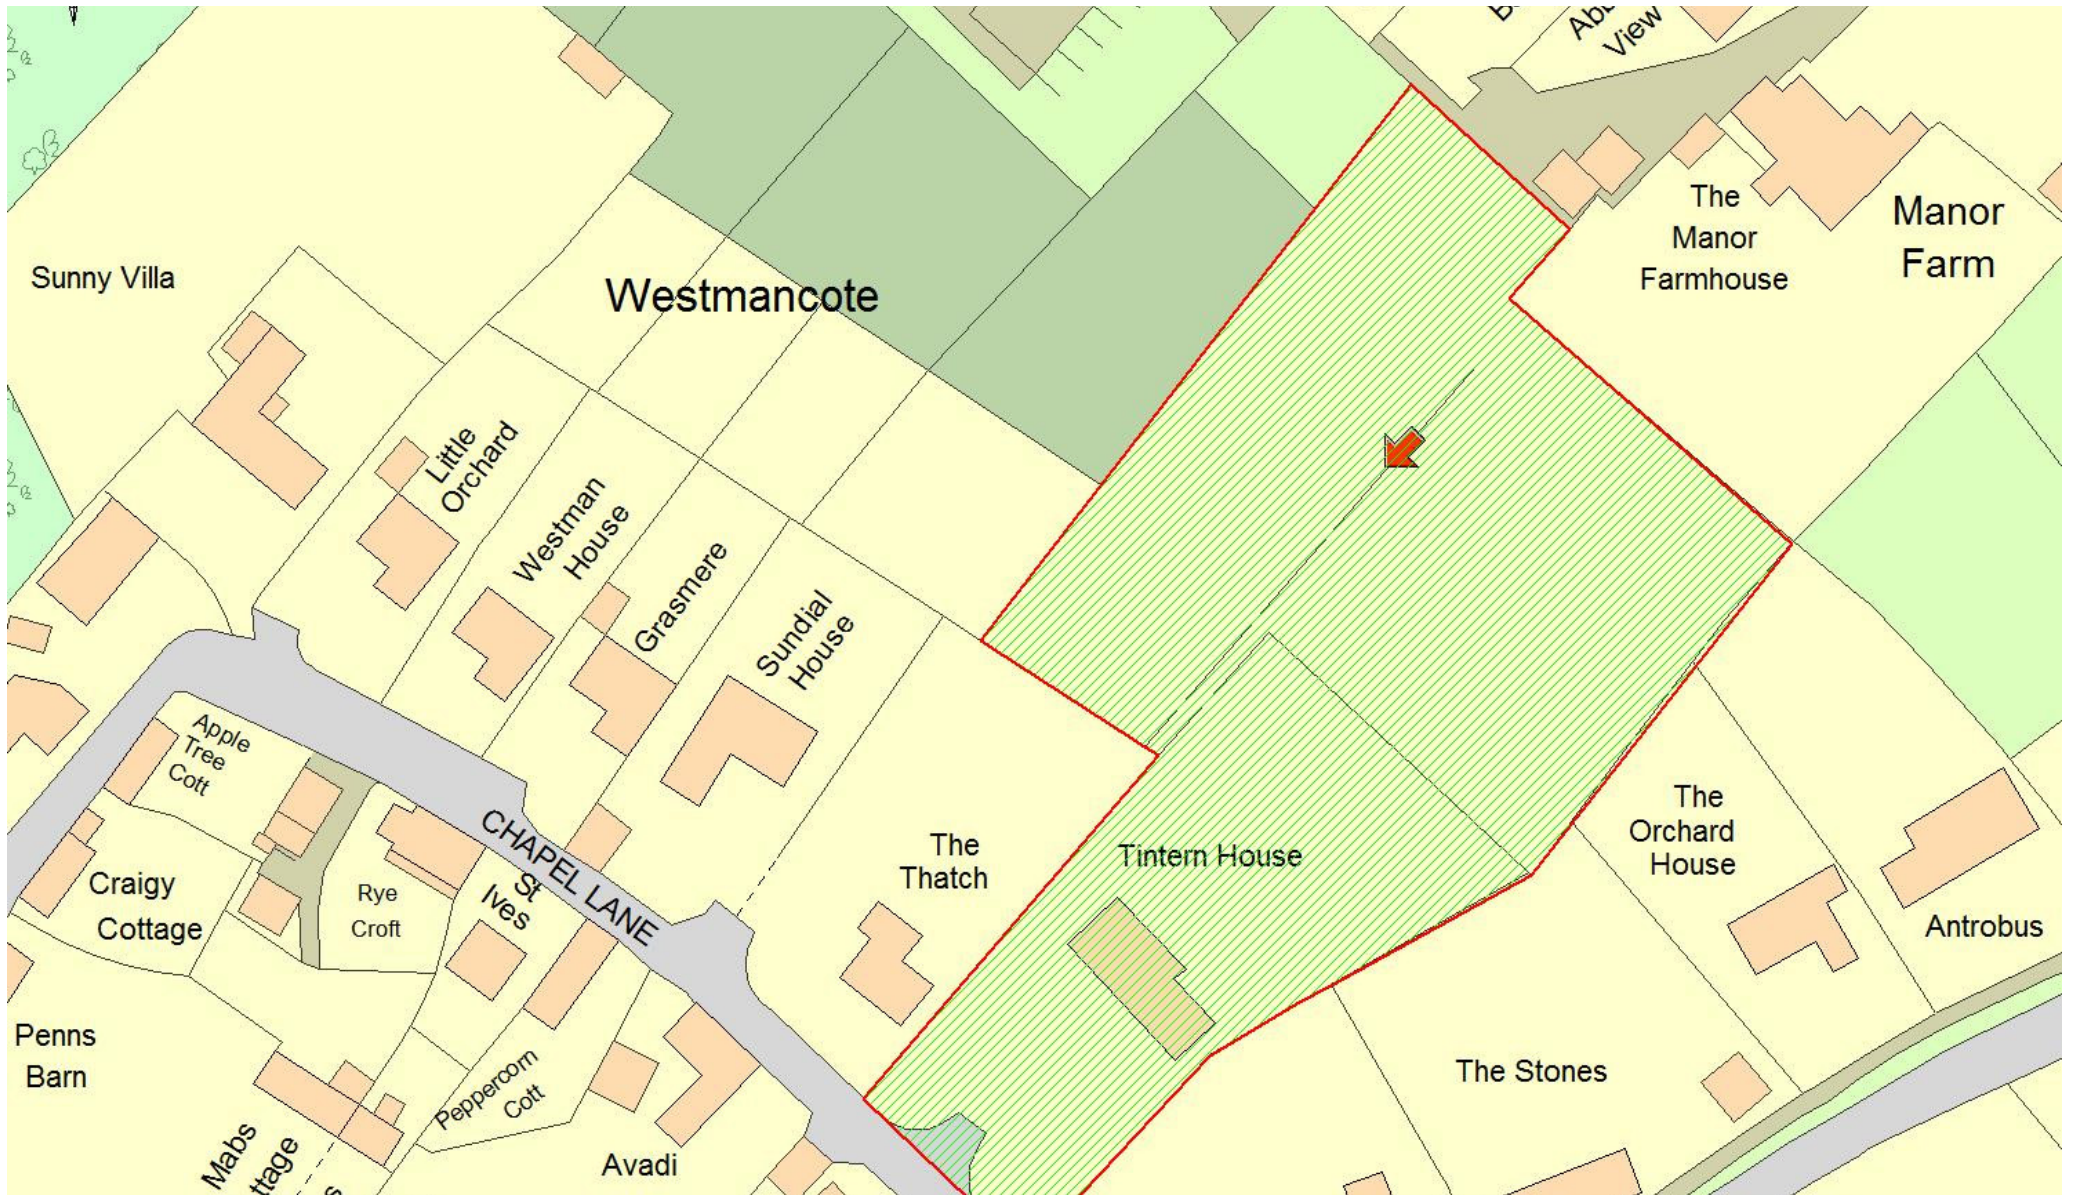 View
The
Manor
Farmhouse
Manor
Farm
Sunny Villa
Westmancote
Little
Orchard
Westman
House
Grasmere
Sundial
House
Apple
Tree
Cott
CHAPEL LANE
The
Thatch
Tintern House
The
Orchard
House
Antrobus
Craigy
Cottage
Rye
Croft
St
Ives
Penns
Barn
Peppercorn
Cott
The Stones
Mabs
ttage
Avadi